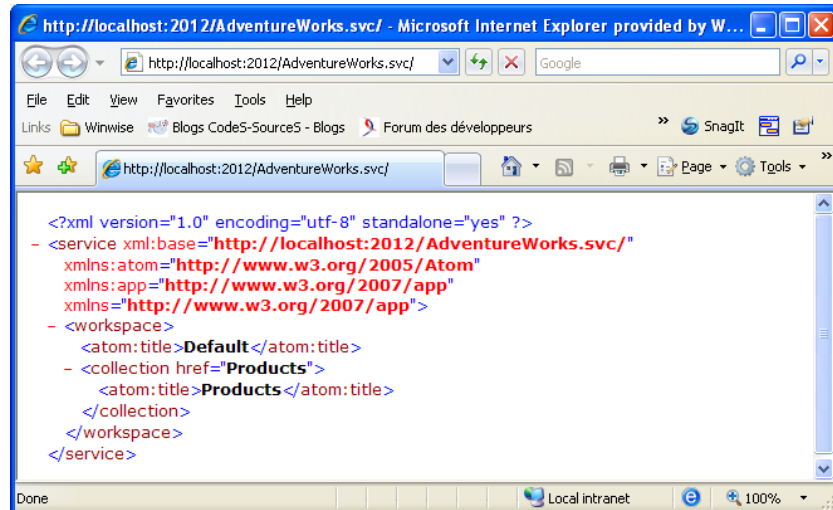 http://localhost:2012/AdventureWorks.svc/ - Microsoft Internet Explorer provided by W...
http://localhost:2012/AdventureWorks.svc/ Google
File Edit View Favorites Tools Help
Links Winwise Blogs CodeS-SourceS - Blogs Forum des développeurs » SnagIt
http://localhost:2012/AdventureWorks.svc/ Page Tools »
<?xml version="1.0" encoding="utf-8" standalone="yes" ?>
- <service xml:base="http://localhost:2012/AdventureWorks.svc/"
xmlns:atom="http://www.w3.org/2005/Atom"
xmlns:app="http://www.w3.org/2007/app"
xmlns="http://www.w3.org/2007/app">
- <workspace>
<atom:title>Default</atom:title>
- <collection href="Products">
<atom:title>Products</atom:title>
</collection>
</workspace>
</service>
Done Local intranet 100%